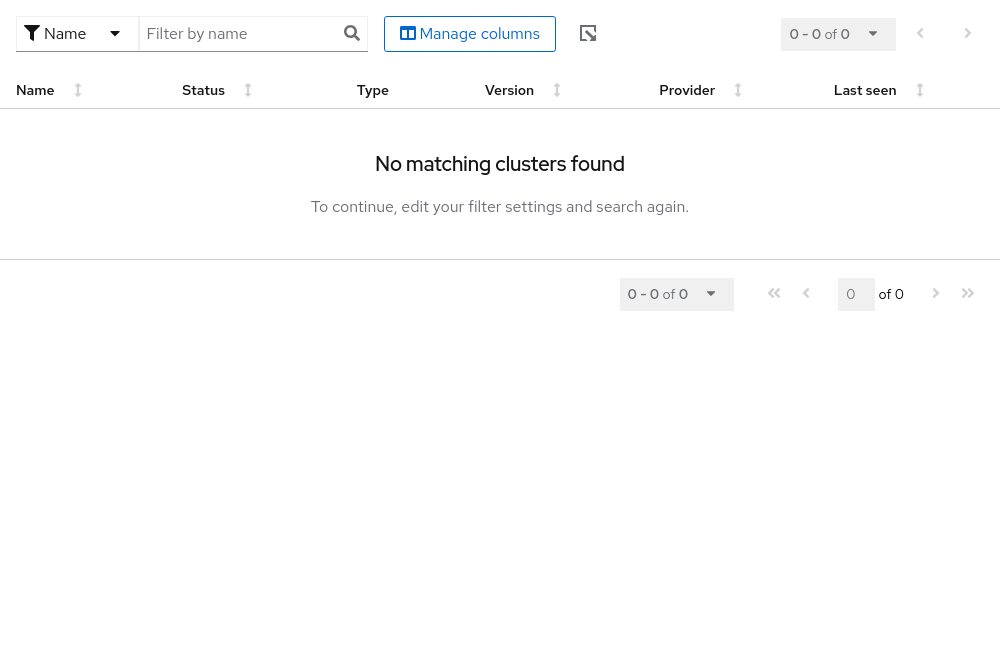 Name Filter by name Manage columns 0 - 0 of 0
Name Status Type Version Provider Last seen
No matching clusters found
To continue, edit your filter settings and search again.
0 - 0 of 0 0 of 0